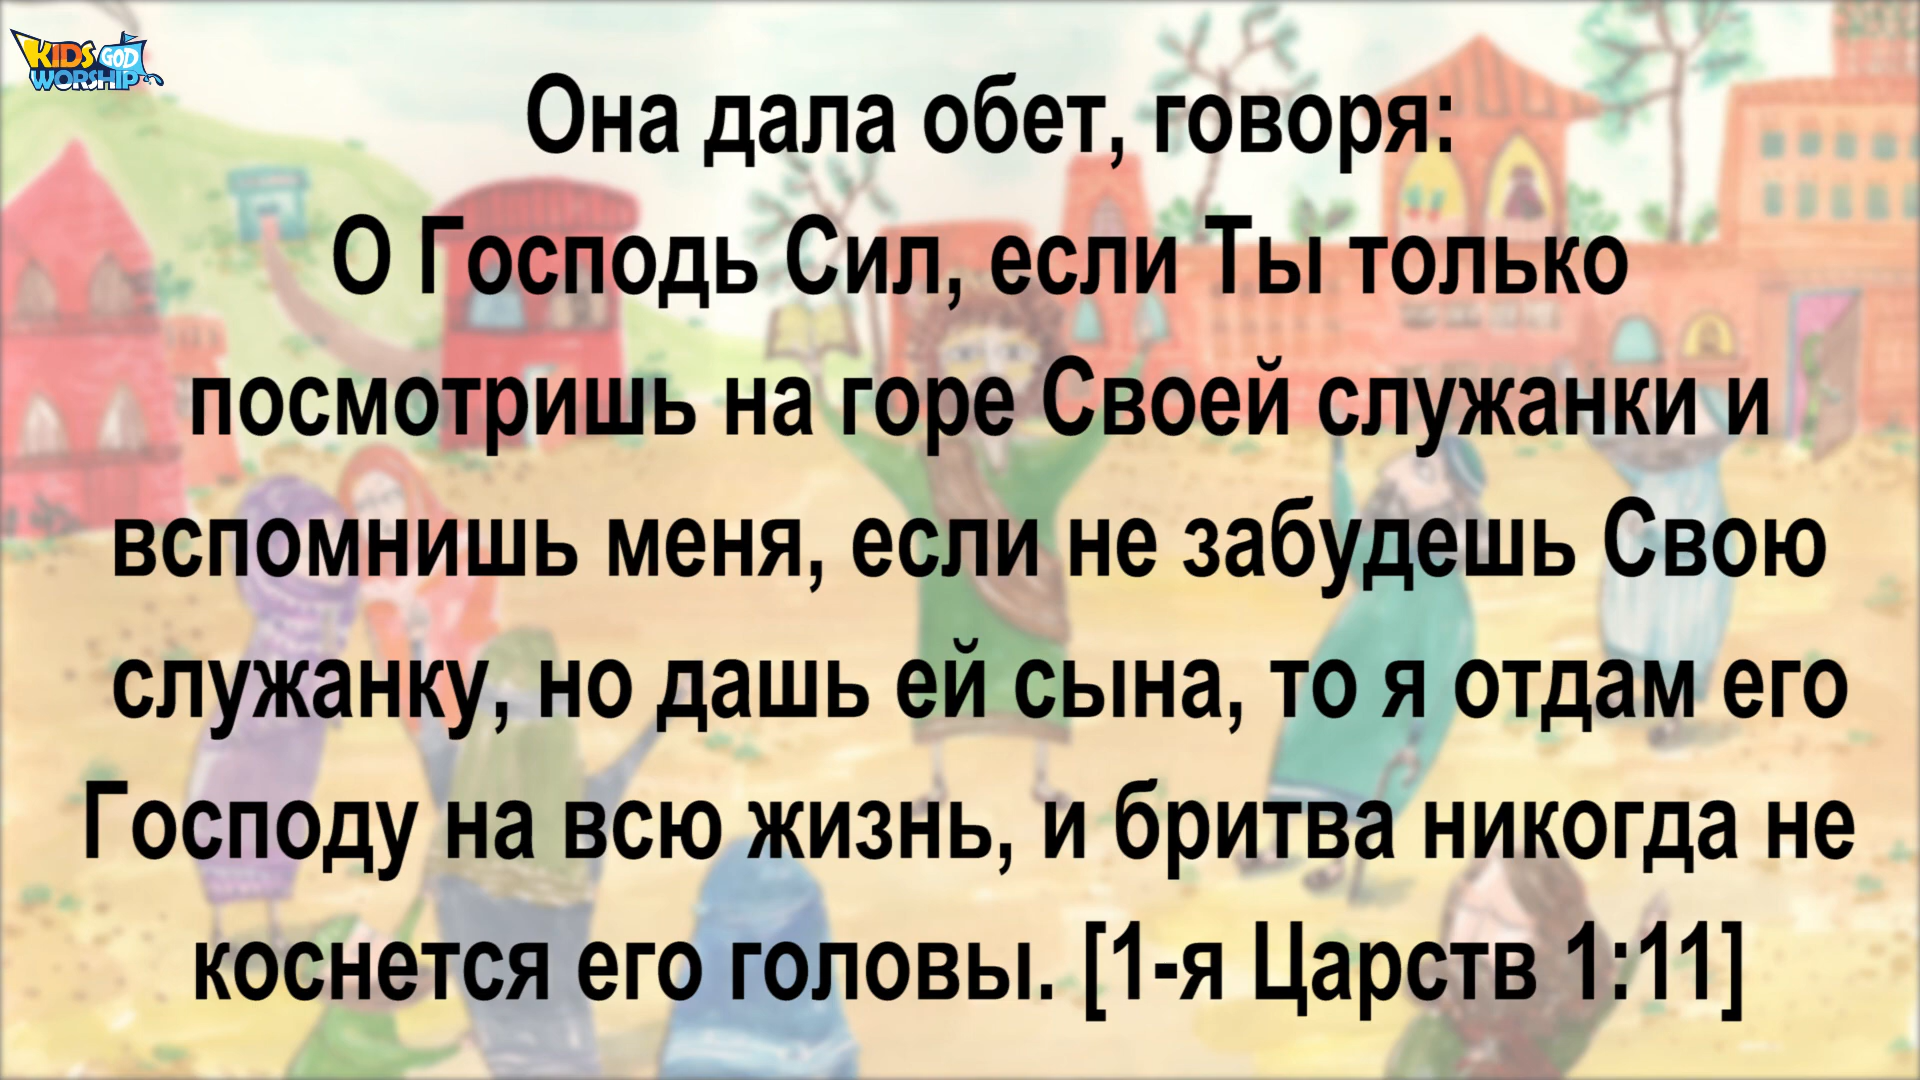 KIDS GOD
WORSHIP
Она дала обет, говоря:
О Господь Сил, если Ты только
посмотришь на горе Своей служанки и
вспомнишь меня, если не забудешь Свою
служанку, но дашь ей сына, то я отдам его
Господу на всю жизнь, и бритва никогда не
коснется его головы. [1-я Царств 1:11]